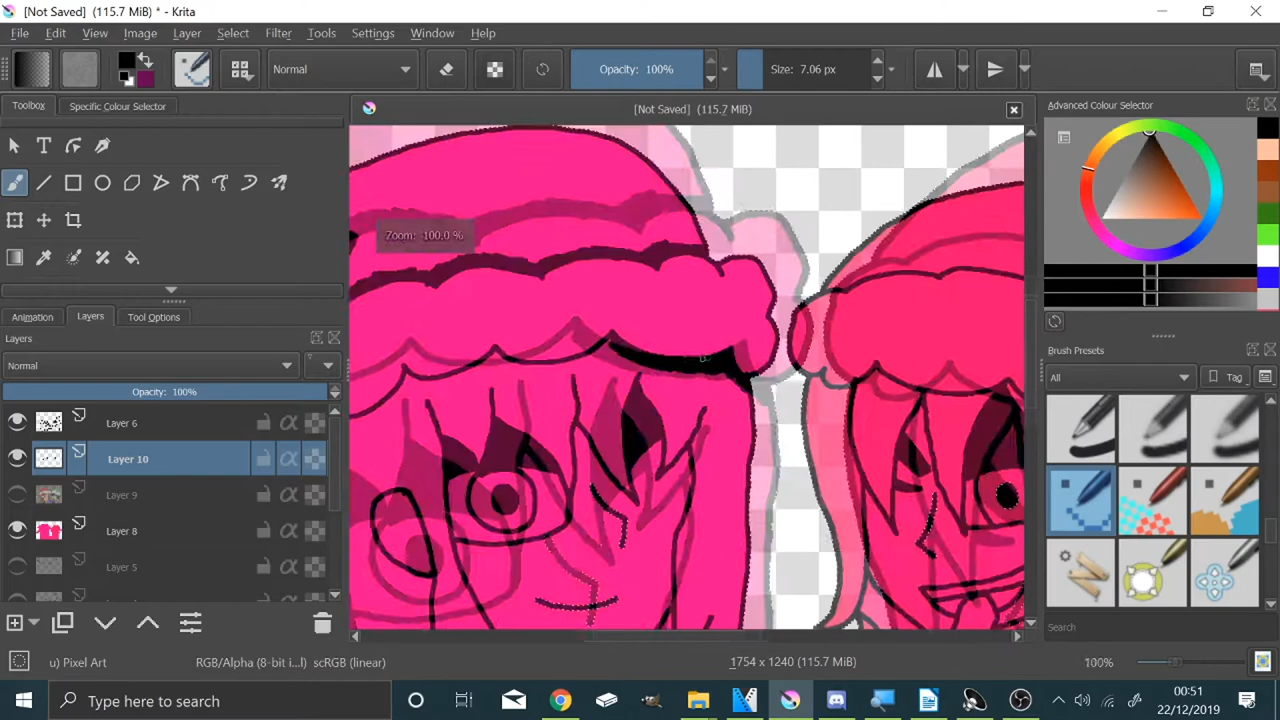 [Not Saved] (115.7 MiB) * - Krita
File Edit View Image Layer Select Filter Tools Settings Window Help
Normal
Opacity: 100%
Size: 7.06 px
Toolbox
Specific Colour Selector
[Not Saved] (115.7 MiB)
Advanced Colour Selector
Zoom: 100.0 %
Animation
Layers
Tool Options
Layers
Normal
Opacity: 100%
Layer 6
Layer 10
Layer 9
Layer 8
Layer 5
Brush Presets
All
Tag
Search
u) Pixel Art
RGB/Alpha (8-bit i...l) scRGB (linear)
1754 x 1240 (115.7 MiB)
100%
Type here to search
00:51
22/12/2019